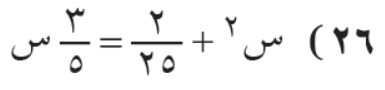 ٢٦) س٢ + ٢/٢٥ = ٣/٥ س